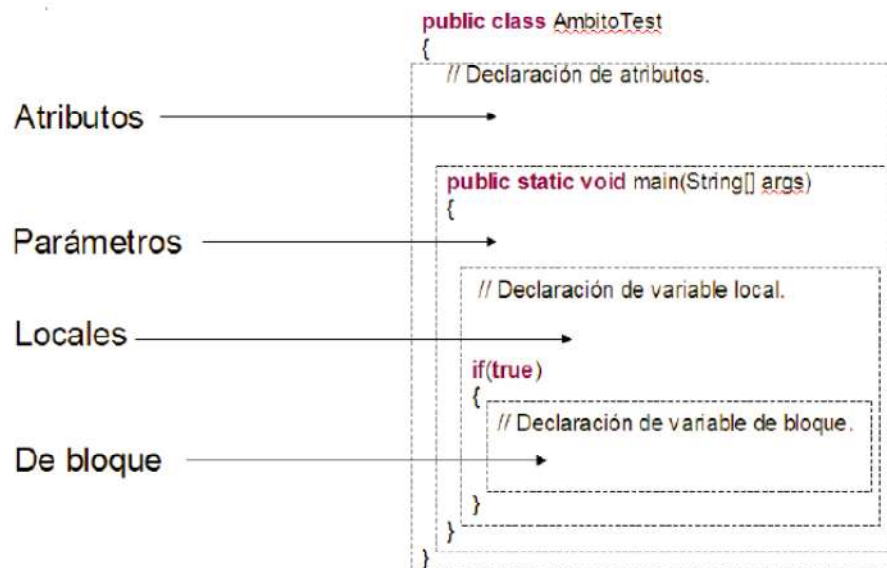 public class AmbitoTest
{
// Declaración de atributos.
Atributos
public static void main(String[] args)
{
Parámetros
// Declaración de variable local.
Locales
if(true)
{
// Declaración de variable de bloque.
De bloque
}
}
}